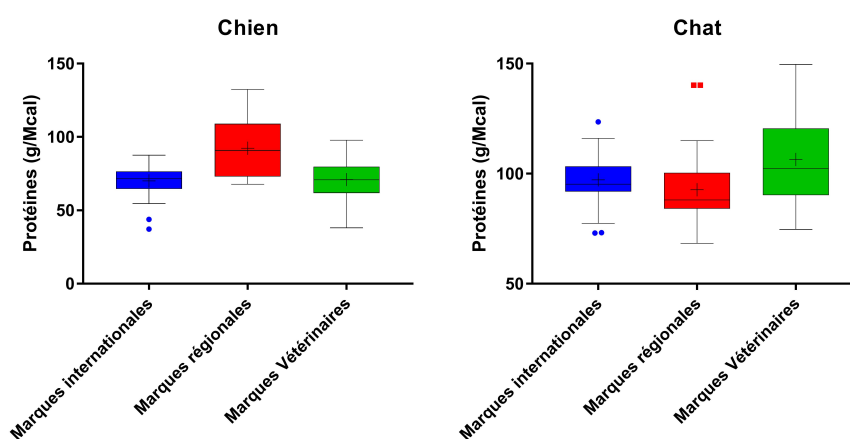 Chien
Protéines (g/Mcal)
150
100
50
0
Marques internationales
Marques régionales
Marques Vétérinaires
Chat
Protéines (g/Mcal)
150
100
50
Marques internationales
Marques régionales
Marques Vétérinaires